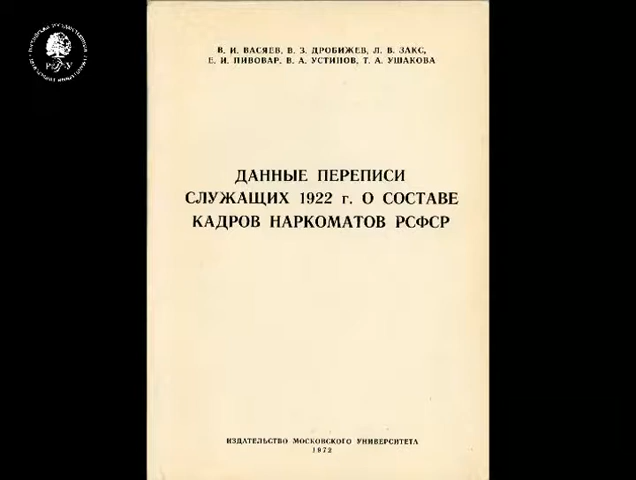 В. И. ВАСЯЕВ, В. З. ДРОБИЖЕВ, Л. В. ЗАКС,
Е. И. ПИВОВАР, В. А. УСТИНОВ, Т. А. УШАКОВА
ДАННЫЕ ПЕРЕПИСИ
СЛУЖАЩИХ 1922 г. О СОСТАВЕ
КАДРОВ НАРКОМАТОВ РСФСР
ИЗДАТЕЛЬСТВО МОСКОВСКОГО УНИВЕРСИТЕТА
1972